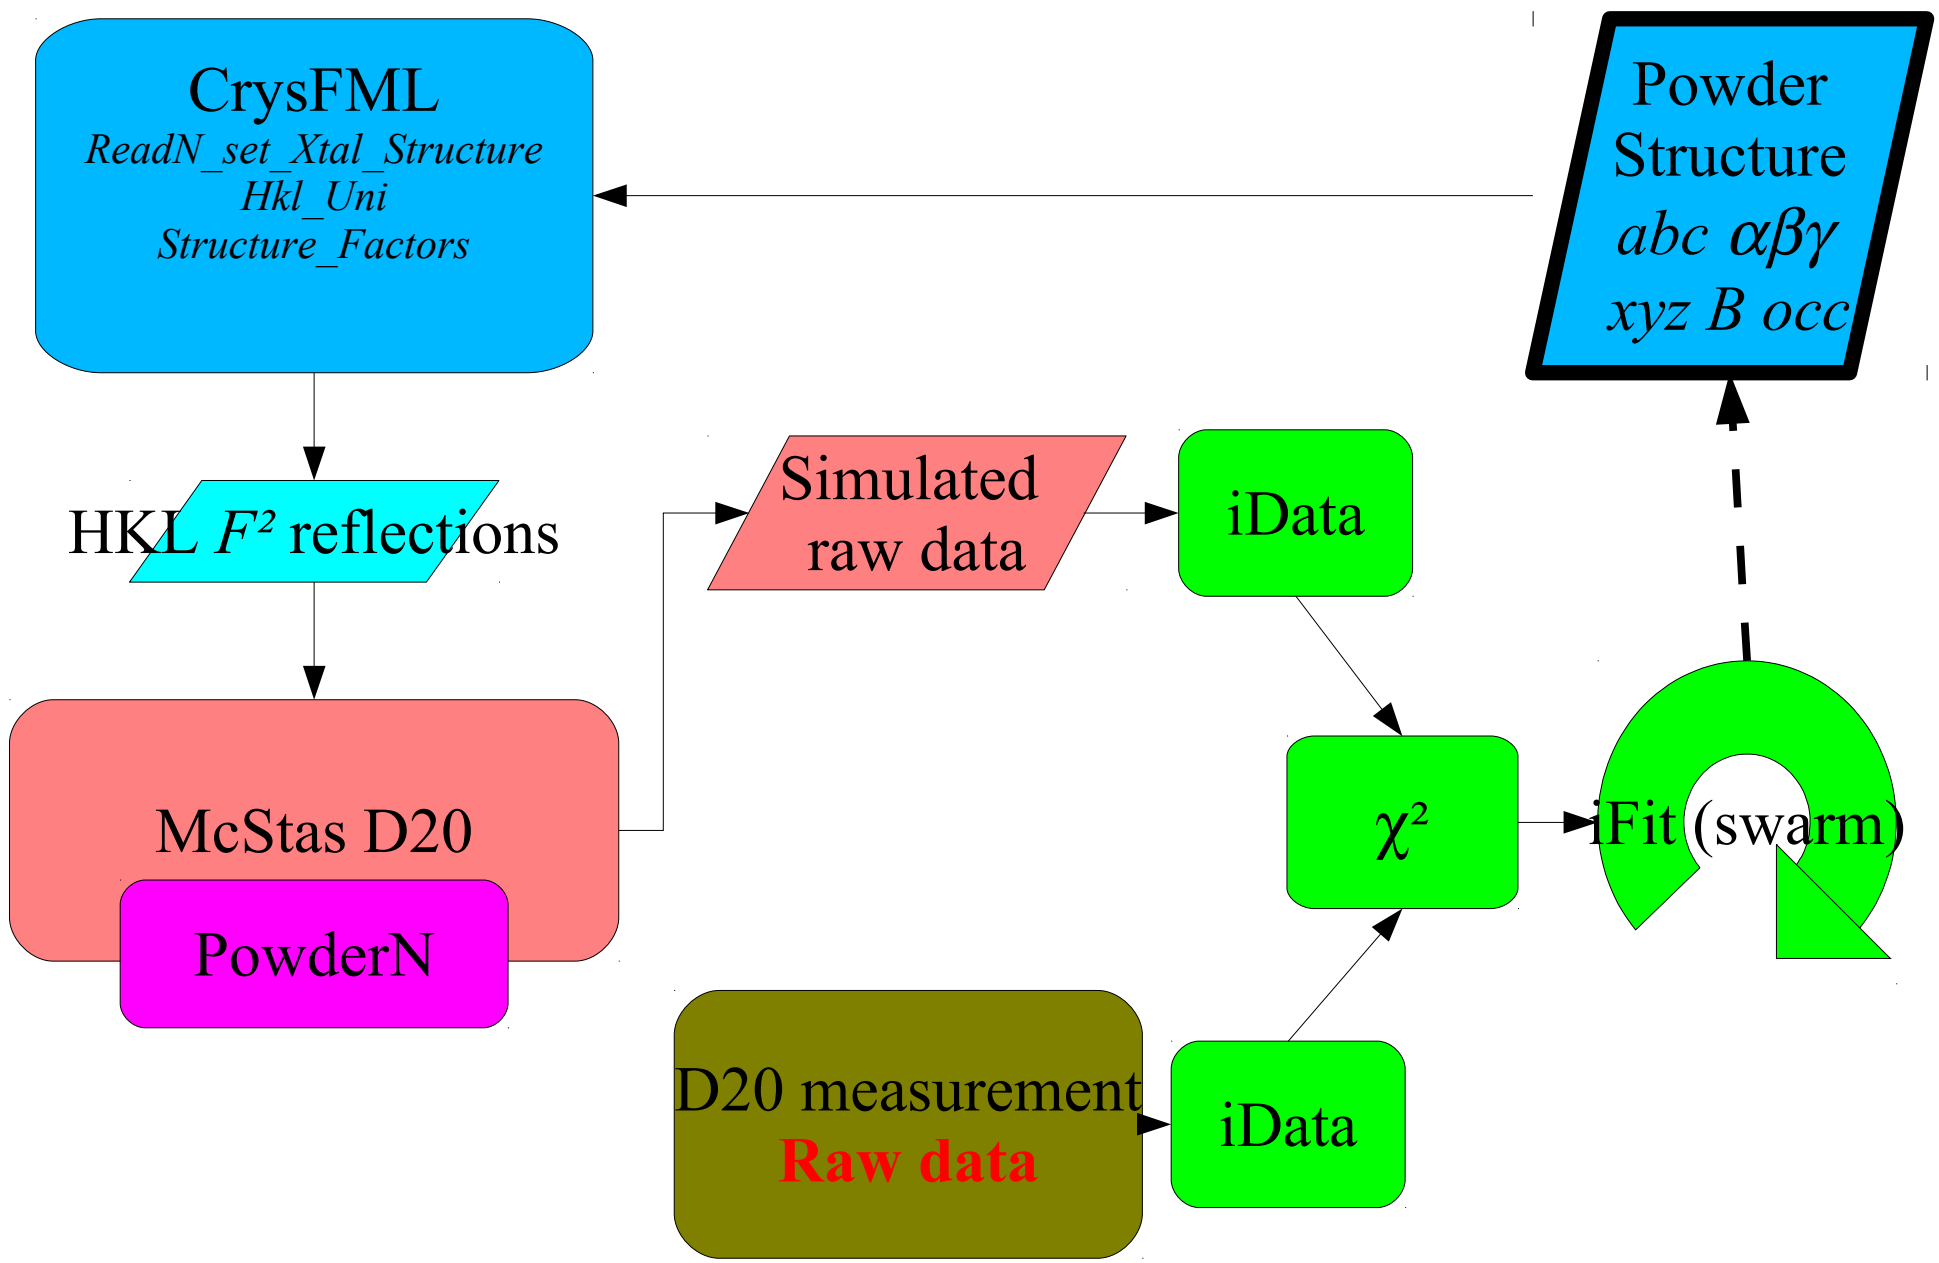 CrysFML
ReadN_set_Xtal_Structure
Hkl_Uni
Structure_Factors
Powder
Structure
abc αβγ
xyz B occ
HKL F² reflections
Simulated
raw data
iData
McStas D20
PowderN
χ²
iFit (swarm)
D20 measurement
Raw data
iData